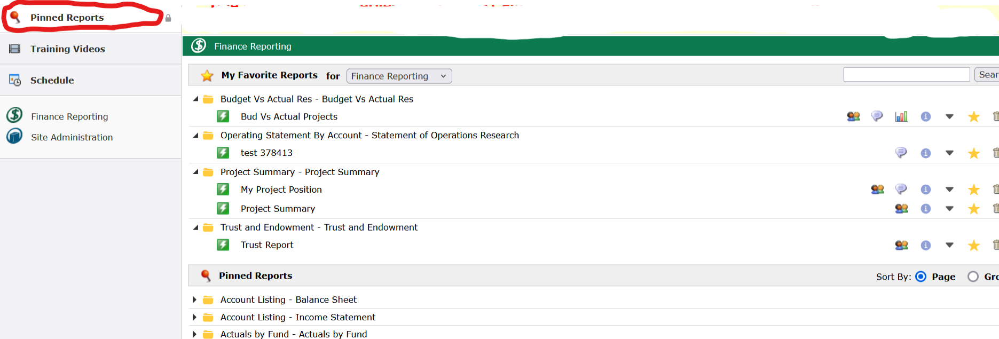 Pinned Reports
Training Videos
Schedule
Finance Reporting
Site Administration
Finance Reporting
My Favorite Reports for Finance Reporting
Budget Vs Actual Res - Budget Vs Actual Res
Bud Vs Actual Projects
Operating Statement By Account - Statement of Operations Research
test 378413
Project Summary - Project Summary
My Project Position
Project Summary
Trust and Endowment - Trust and Endowment
Trust Report
Pinned Reports
Sort By: Page
Account Listing - Balance Sheet
Account Listing - Income Statement
Actuals by Fund - Actuals by Fund